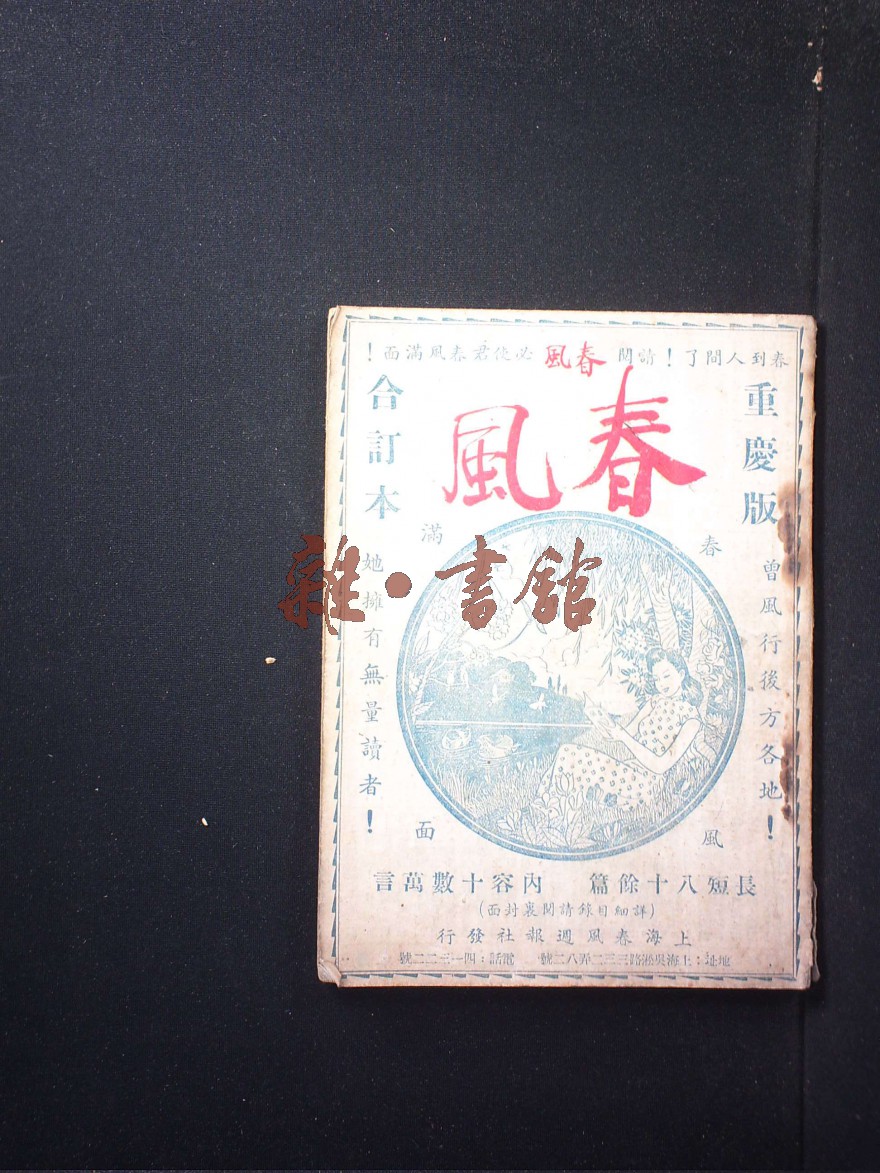 春到人間了！請閱春風必使君春風滿面！
春風
重慶版
曾風行後方各地！
合訂本
她擁有無量讀者！
春風滿面
長短八十餘篇 內容十數萬言
(詳細目錄請閱裏封面)
上海春風週報社發行
地址：上海吳淞路三三二弄八二號 電話：四一三二二號
雜·書館